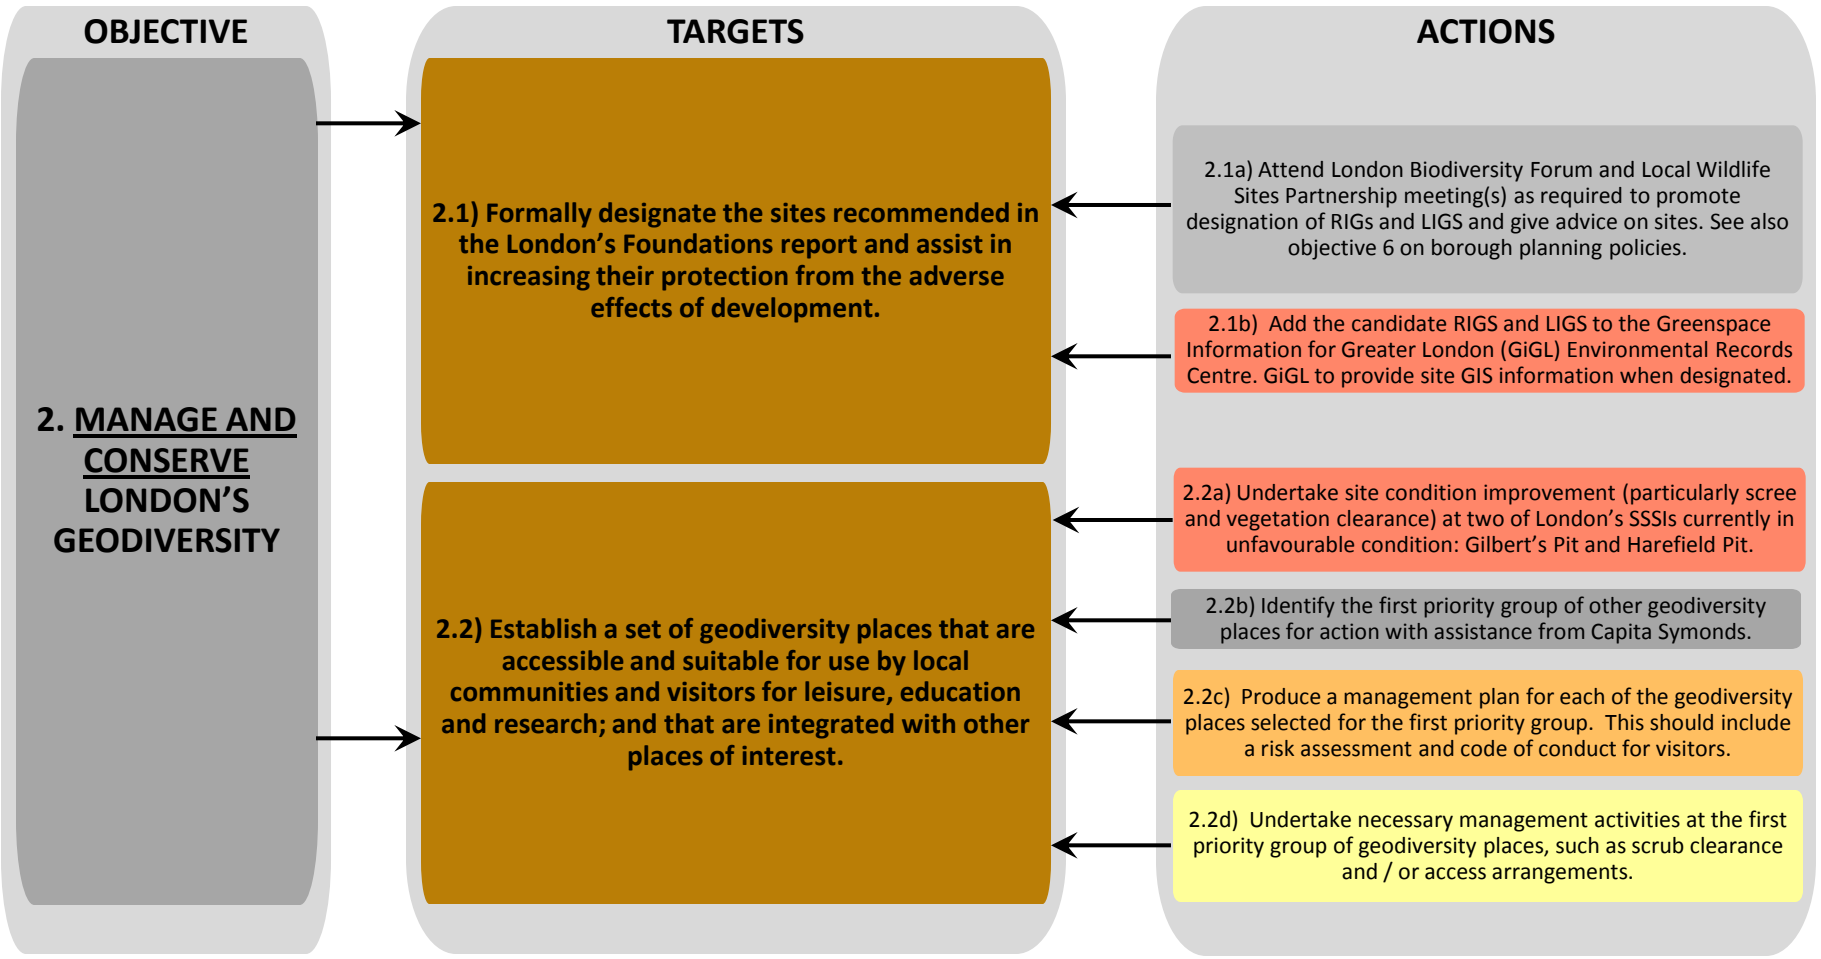 OBJECTIVE
2. MANAGE AND
CONSERVE
LONDON’S
GEODIVERSITY
TARGETS
2.1) Formally designate the sites recommended in
the London’s Foundations report and assist in
increasing their protection from the adverse
effects of development.
2.2) Establish a set of geodiversity places that are
accessible and suitable for use by local
communities and visitors for leisure, education
and research; and that are integrated with other
places of interest.
ACTIONS
2.1a) Attend London Biodiversity Forum and Local Wildlife
Sites Partnership meeting(s) as required to promote
designation of RIGs and LIGS and give advice on sites. See also
objective 6 on borough planning policies.
2.1b)  Add the candidate RIGS and LIGS to the Greenspace
Information for Greater London (GiGL) Environmental Records
Centre. GiGL to provide site GIS information when designated.
2.2a) Undertake site condition improvement (particularly scree
and vegetation clearance) at two of London’s SSSIs currently in
unfavourable condition: Gilbert’s Pit and Harefield Pit.
2.2b) Identify the first priority group of other geodiversity
places for action with assistance from Capita Symonds.
2.2c)  Produce a management plan for each of the geodiversity
places selected for the first priority group.  This should include
a risk assessment and code of conduct for visitors.
2.2d)  Undertake necessary management activities at the first
priority group of geodiversity places, such as scrub clearance
and / or access arrangements.